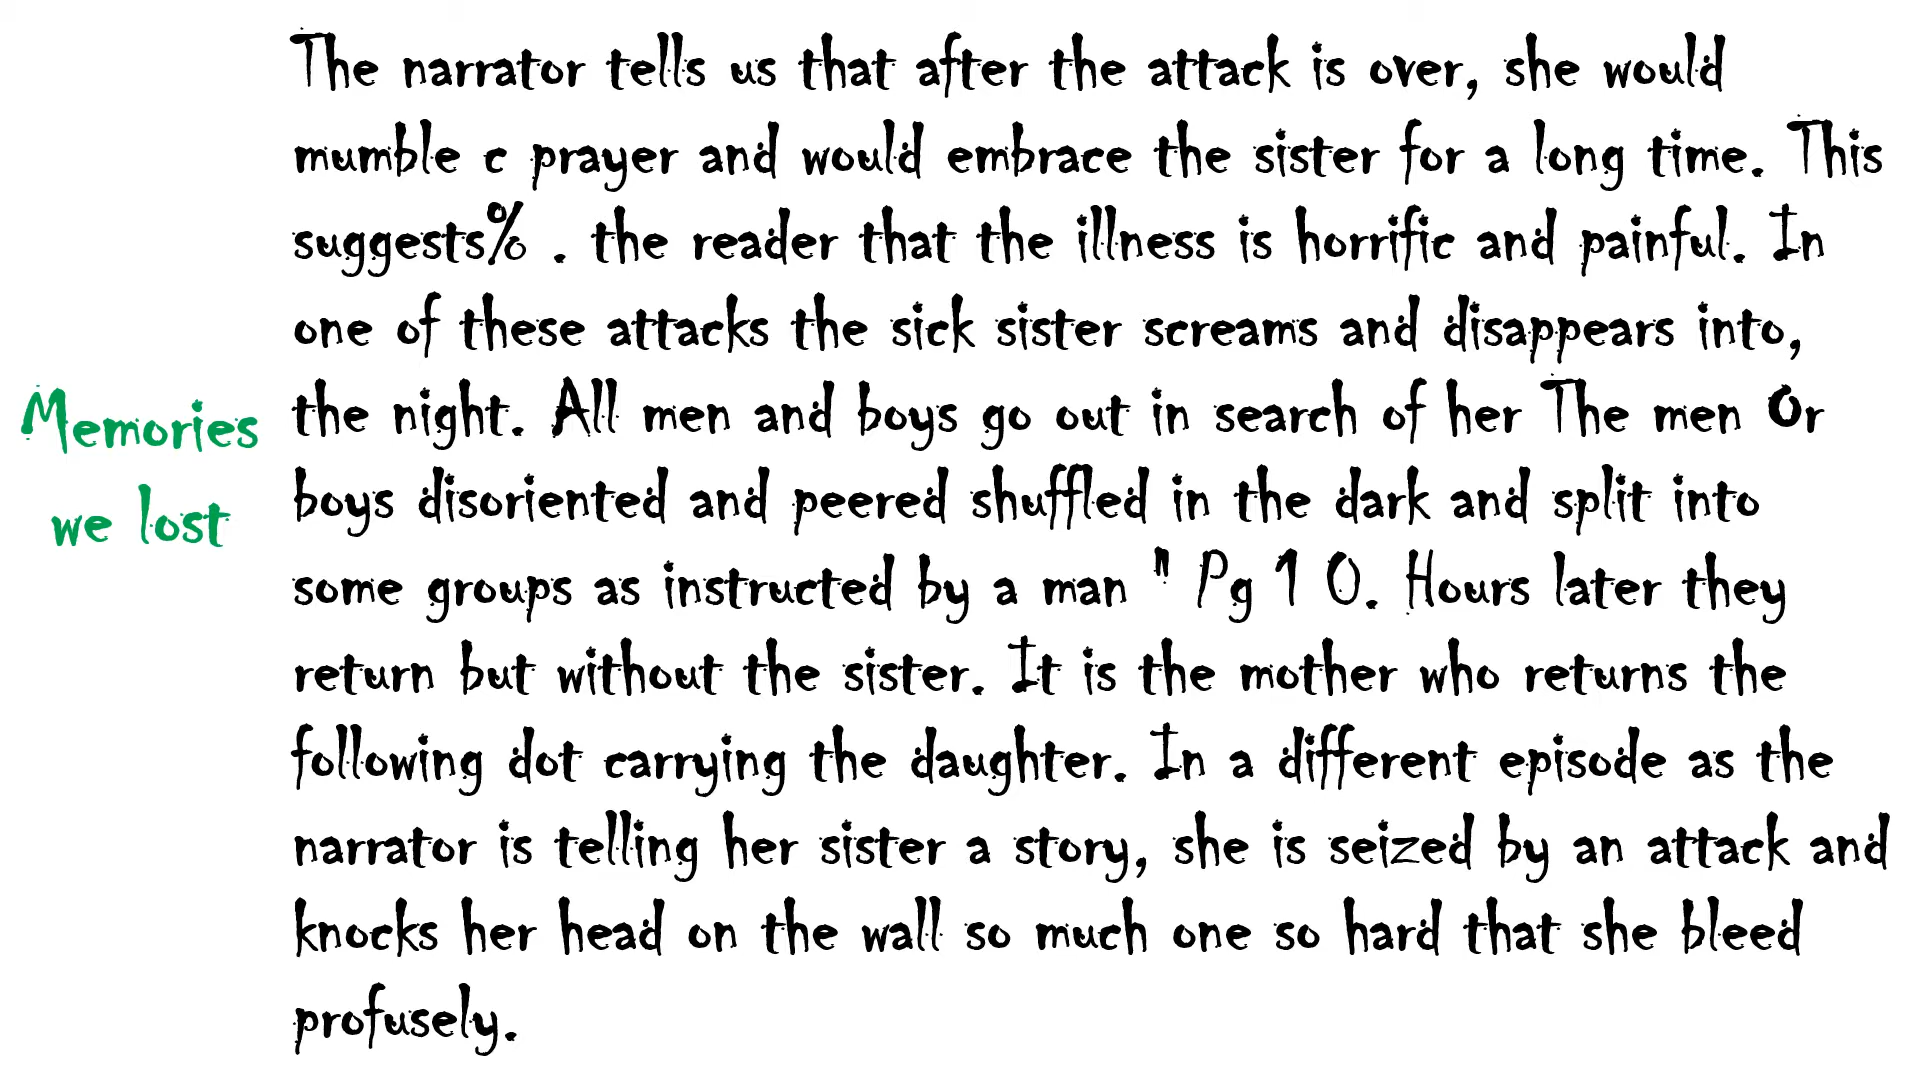 The narrator tells us that after the attack is over, she would
mumble c prayer and would embrace the sister for a long time. This
suggests% . the reader that the illness is horrific and painful. In
one of these attacks the sick sister screams and disappears into,
the night. All men and boys go out in search of her The men Or
boys disoriented and peered shuffled in the dark and split into
some groups as instructed by a man " Pg 1 0. Hours later they
return but without the sister. It is the mother who returns the
following dot carrying the daughter. In a different episode as the
narrator is telling her sister a story, she is seized by an attack and
knocks her head on the wall so much one so hard that she bleed
profusely.
Memories
we lost